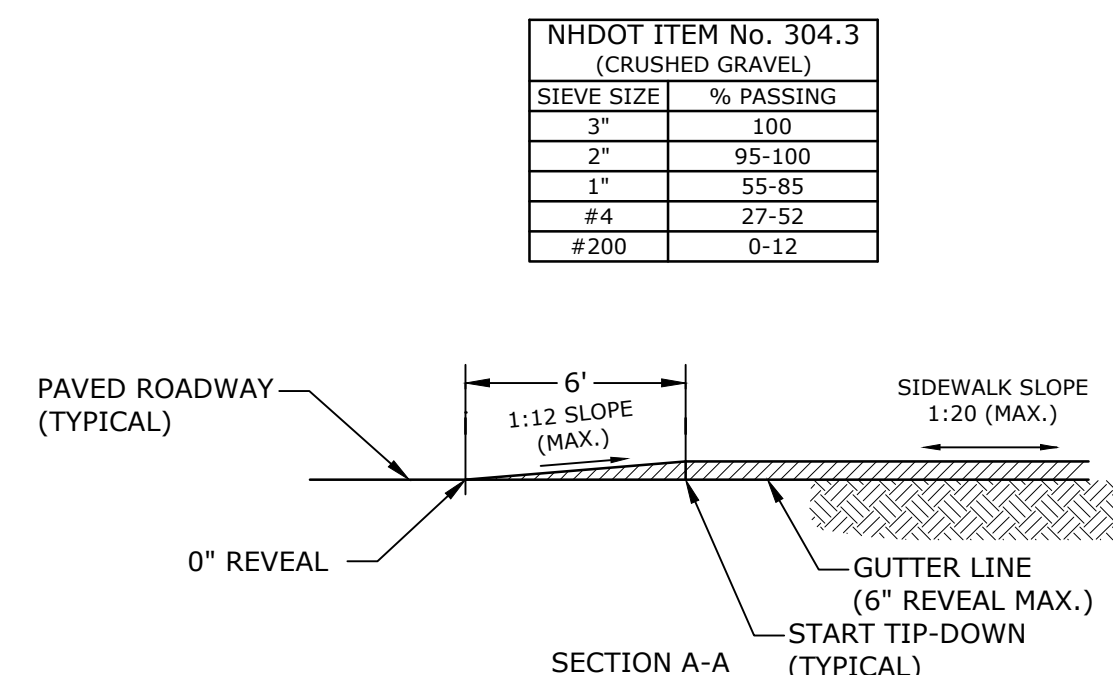 NHDOT ITEM No. 304.3
(CRUSHED GRAVEL)
SIEVE SIZE % PASSING
3" 100
2" 95-100
1" 55-85
#4 27-52
#200 0-12
PAVED ROADWAY
(TYPICAL)
6'
1:12 SLOPE
(MAX.)
SIDEWALK SLOPE
1:20 (MAX.)
0" REVEAL
GUTTER LINE
(6" REVEAL MAX.)
START TIP-DOWN
(TYPICAL)
SECTION A-A